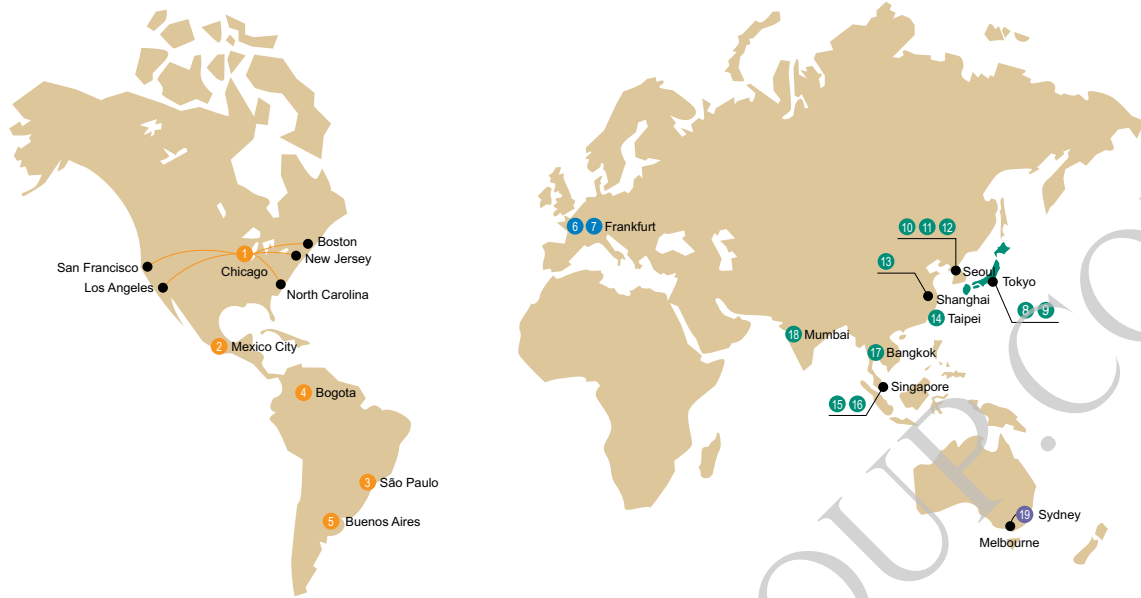 Boston
1
New Jersey
San Francisco
Chicago
Los Angeles
North Carolina
2 Mexico City
4 Bogota
3 São Paulo
5 Buenos Aires
6 7 Frankfurt
10 11 12
13
Seoul
Tokyo
Shanghai
8 9
14 Taipei
18 Mumbai
17 Bangkok
Singapore
15 16
19 Sydney
Melbourne
OUP.CO